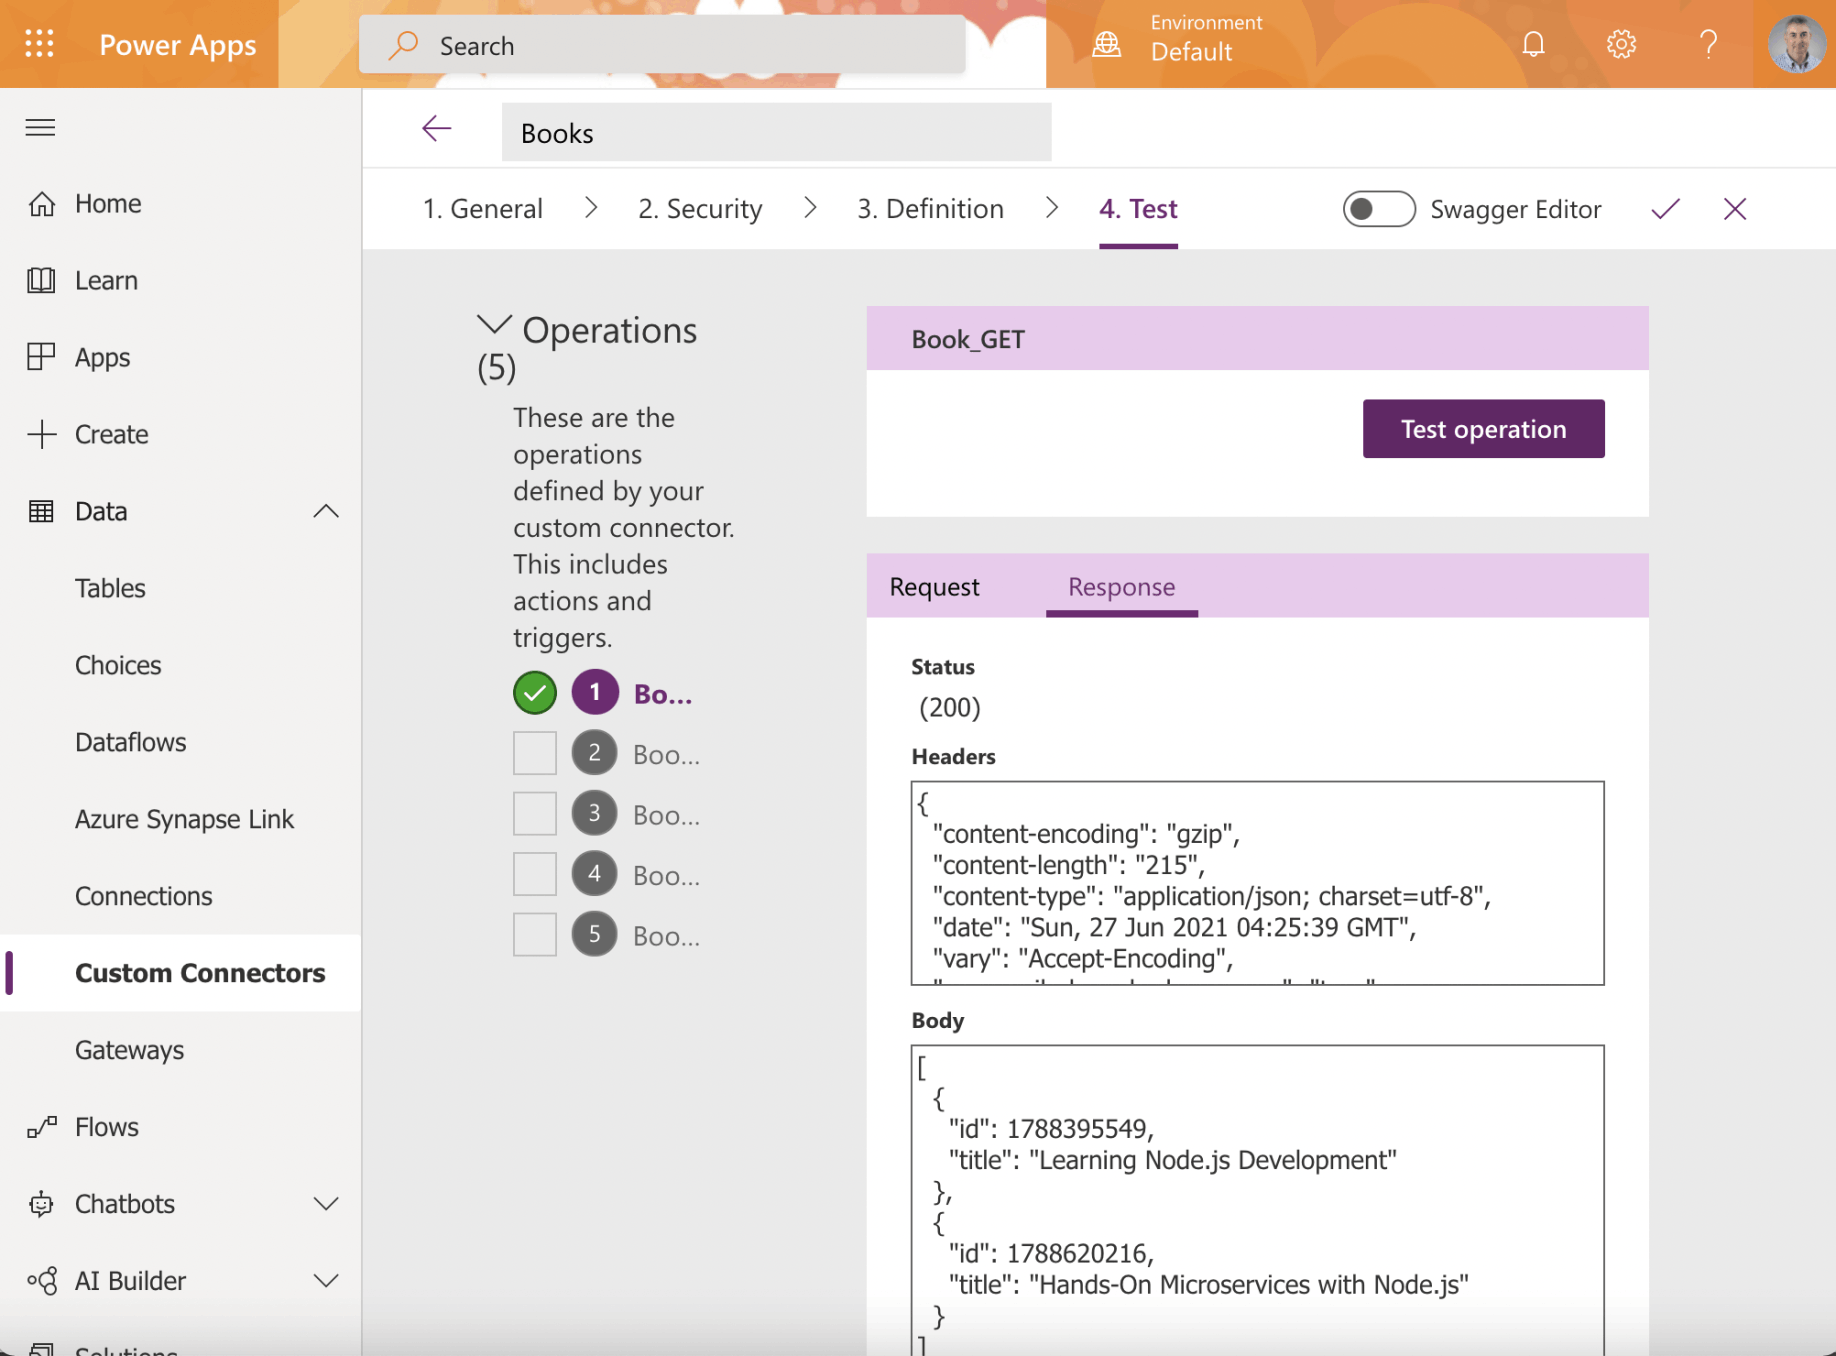 Power Apps
Search
Environment
Default
Books
1. General
2. Security
3. Definition
4. Test
Swagger Editor
Home
Learn
Apps
Create
Data
Tables
Choices
Dataflows
Azure Synapse Link
Connections
Custom Connectors
Gateways
Flows
Chatbots
AI Builder
Solutions
Operations
(5)
These are the
operations
defined by your
custom connector.
This includes
actions and
triggers.
1 Bo...
2 Boo...
3 Boo...
4 Boo...
5 Boo...
Book_GET
Test operation
Request Response
Status
(200)
Headers
{
"content-encoding": "gzip",
"content-length": "215",
"content-type": "application/json; charset=utf-8",
"date": "Sun, 27 Jun 2021 04:25:39 GMT",
"vary": "Accept-Encoding",
Body
[
{
"id": 1788395549,
"title": "Learning Node.js Development"
},
{
"id": 1788620216,
"title": "Hands-On Microservices with Node.js"
}
]